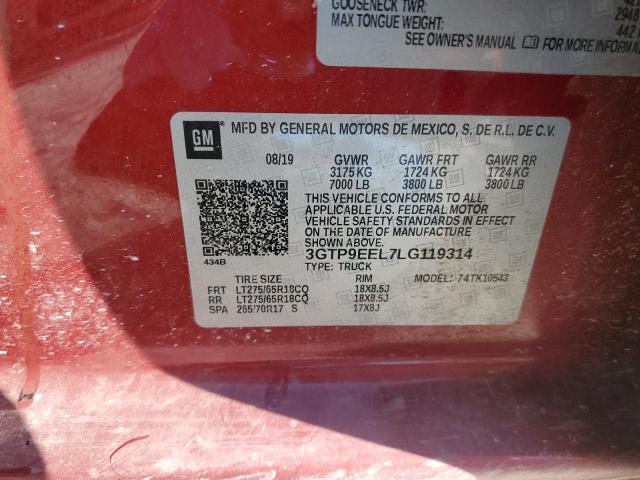 GOOSENECK TWR:
MAX TONGUE WEIGHT:
SEE OWNER'S MANUAL FOR MORE INFORMA
GM
MFD BY GENERAL MOTORS DE MEXICO, S. DE R.L. DE C.V.
08/19 GVWR GAWR FRT GAWR RR
3175 KG 1724 KG 1724 KG
7000 LB 3800 LB 3800 LB
THIS VEHICLE CONFORMS TO ALL
APPLICABLE U.S. FEDERAL MOTOR
VEHICLE SAFETY STANDARDS IN EFFECT
ON THE DATE OF MANUFACTURE
SHOWN ABOVE.
3GTP9EEL7LG119314
434B
TYPE: TRUCK
MODEL: 74TK10543
TIRE SIZE RIM
FRT LT275/65R18CQ 18X8.5J
RR LT275/65R18CQ 18X8.5J
SPA 265/70R17 S 17X8J